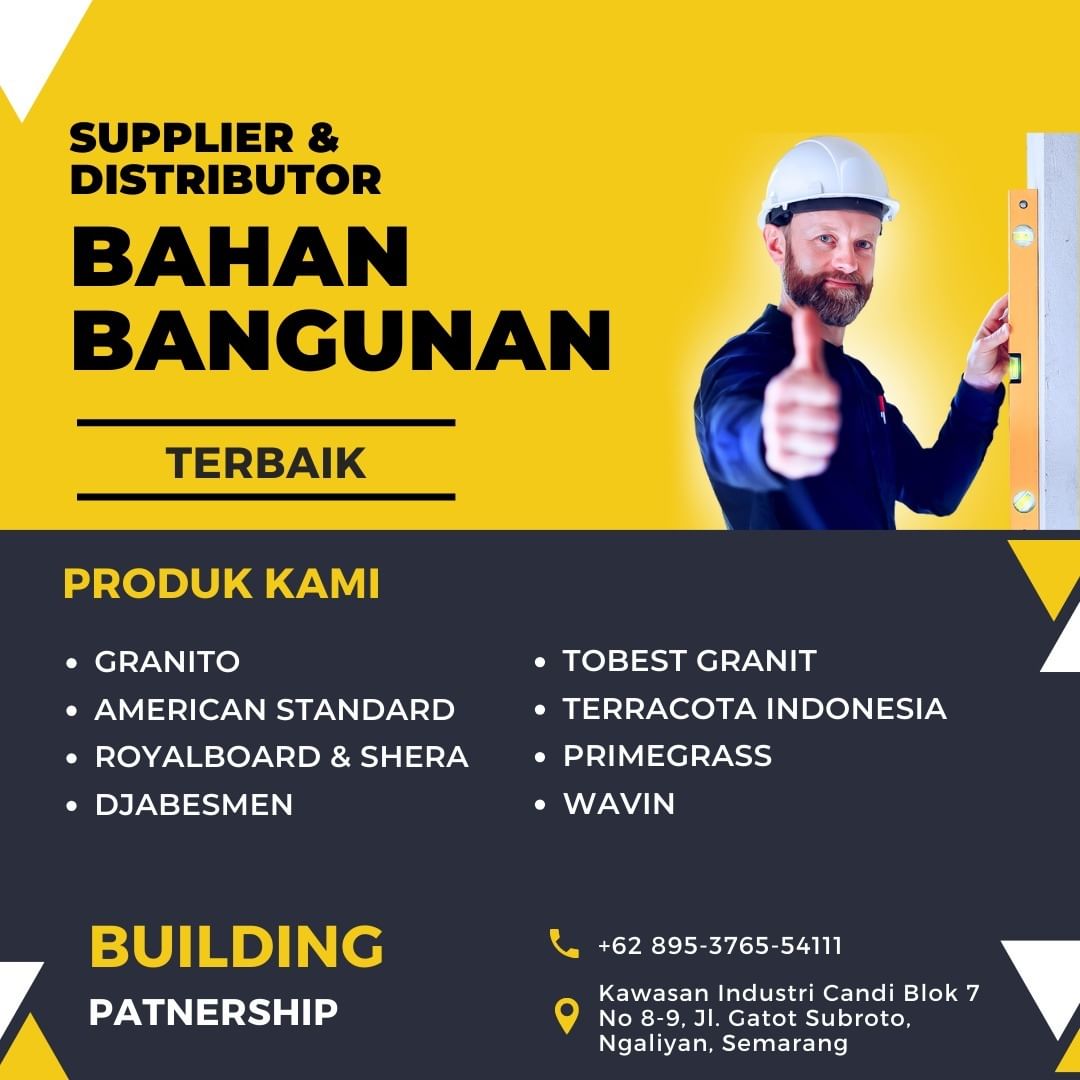 SUPPLIER &
DISTRIBUTOR
BAHAN
BANGUNAN
TERBAIK
PRODUK KAMI
• GRANITO
• AMERICAN STANDARD
• ROYALBOARD & SHERA
• DJABESMEN
• TOBEST GRANIT
• TERRACOTA INDONESIA
• PRIMEGRASS
• WAVIN
BUILDING
PATNERSHIP
+62 895-3765-54111
Kawasan Industri Candi Blok 7
No 8-9, Jl. Gatot Subroto,
Ngaliyan, Semarang